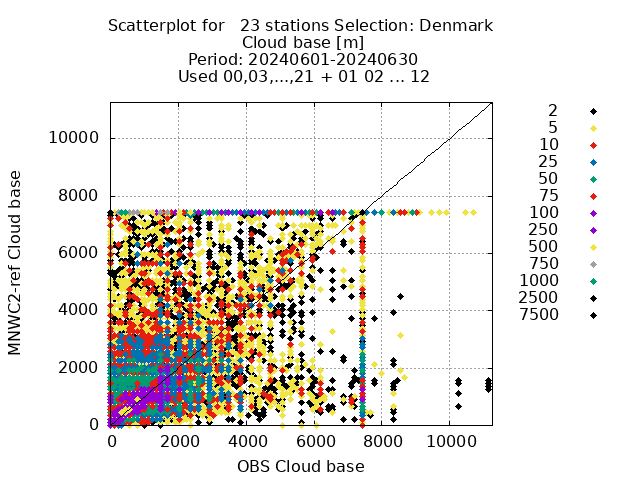 Scatterplot for   23 stations Selection: Denmark
Cloud base [m]
Period: 20240601-20240630
Used 00,03,...,21 + 01 02 ... 12
MNWC2-ref Cloud base
10000
8000
6000
4000
2000
0
0 2000 4000 6000 8000 10000
OBS Cloud base
2
5
10
25
50
75
100
250
500
750
1000
2500
7500